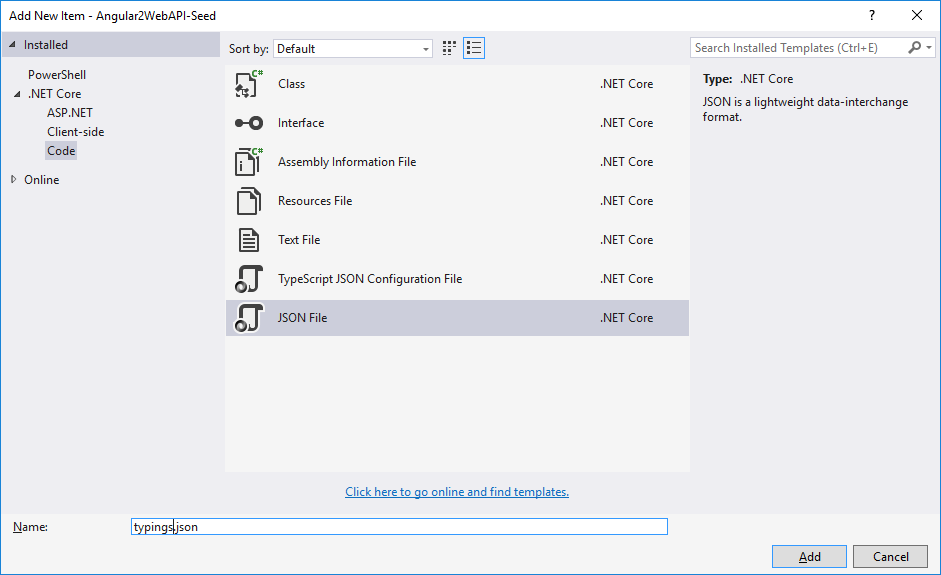 Add New Item - Angular2WebAPI-Seed ?
Installed
PowerShell
.NET Core
ASP.NET
Client-side
Code
Online
Sort by: Default
Search Installed Templates (Ctrl+E)
C# Class .NET Core
Interface .NET Core
C# Assembly Information File .NET Core
Resources File .NET Core
Text File .NET Core
TypeScript JSON Configuration File .NET Core
JSON File .NET Core
Type: .NET Core
JSON is a lightweight data-interchange
format.
Click here to go online and find templates.
Name: typings.json
Add Cancel